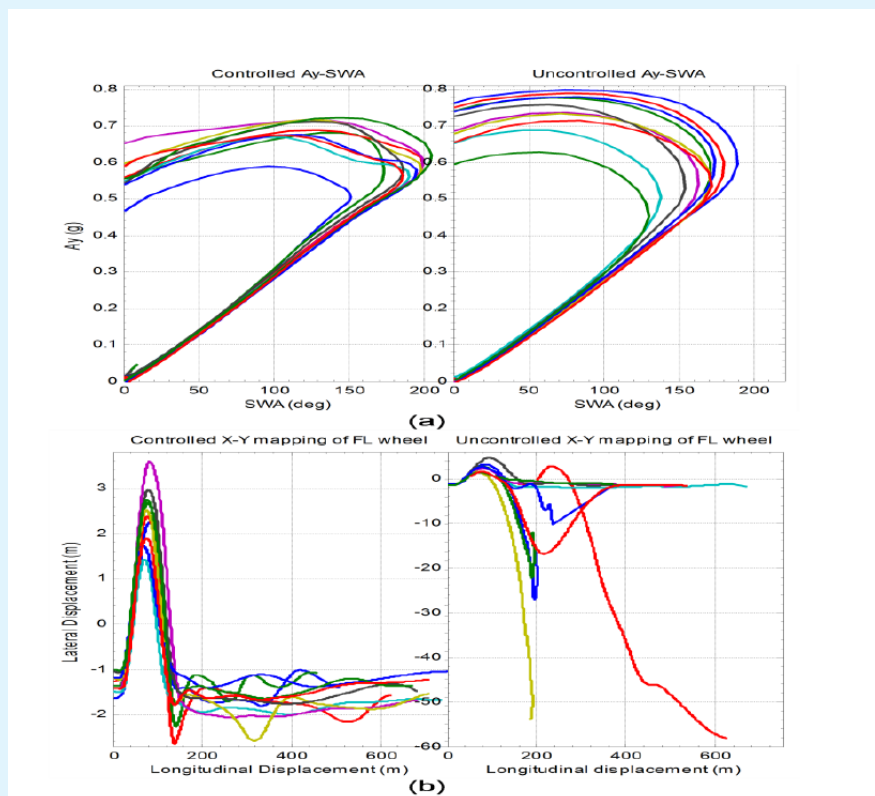 Controlled Ay-SWA
Uncontrolled Ay-SWA
0.8
0.7
0.6
0.5
0.4
0.3
0.2
0.1
0
0.8
0.7
0.6
0.5
0.4
0.3
0.2
0.1
0
Ay (g)
0 50 100 150 200
0 50 100 150 200
SWA (deg)
SWA (deg)
(a)
Controlled X-Y mapping of FL wheel
Uncontrolled X-Y mapping of FL wheel
3
2
1
0
-1
-2
0
-10
-20
-30
-40
-50
-60
Lateral Displacement (m)
0 200 400 600
0 200 400 600
Longitudinal Displacement (m)
Longitudinal displacement (m)
(b)